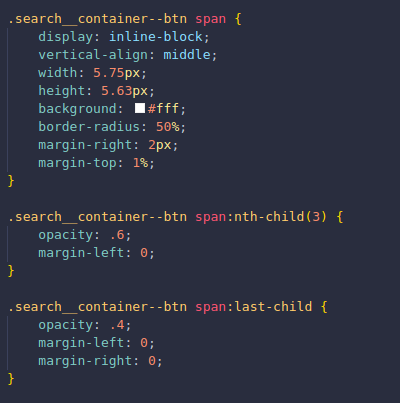 .search__container--btn span {
display: inline-block;
vertical-align: middle;
width: 5.75px;
height: 5.63px;
background: #fff;
border-radius: 50%;
margin-right: 2px;
margin-top: 1%;
}
.search__container--btn span:nth-child(3) {
opacity: .6;
margin-left: 0;
}
.search__container--btn span:last-child {
opacity: .4;
margin-left: 0;
margin-right: 0;
}